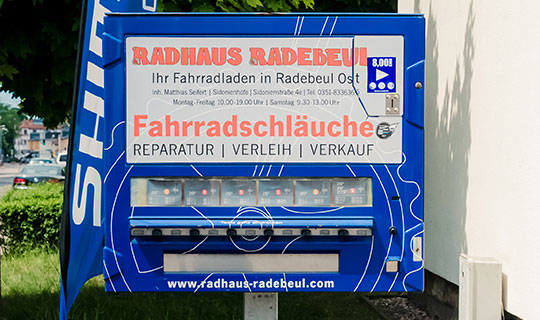 RADHAUS RADEBEUL
8,00
Ihr Fahrradladen in Radebeul Ost
Inh. Matthias Seifert | Sidonienhöfe | Sidonienstraße 4e | Tel. 0351-8336366
Montag-Freitag 10.00-19.00 Uhr | Samstag 9.30-13.00 Uhr
Fahrradschläuche
REPARATUR | VERLEIH | VERKAUF
www.radhaus-radebeul.com